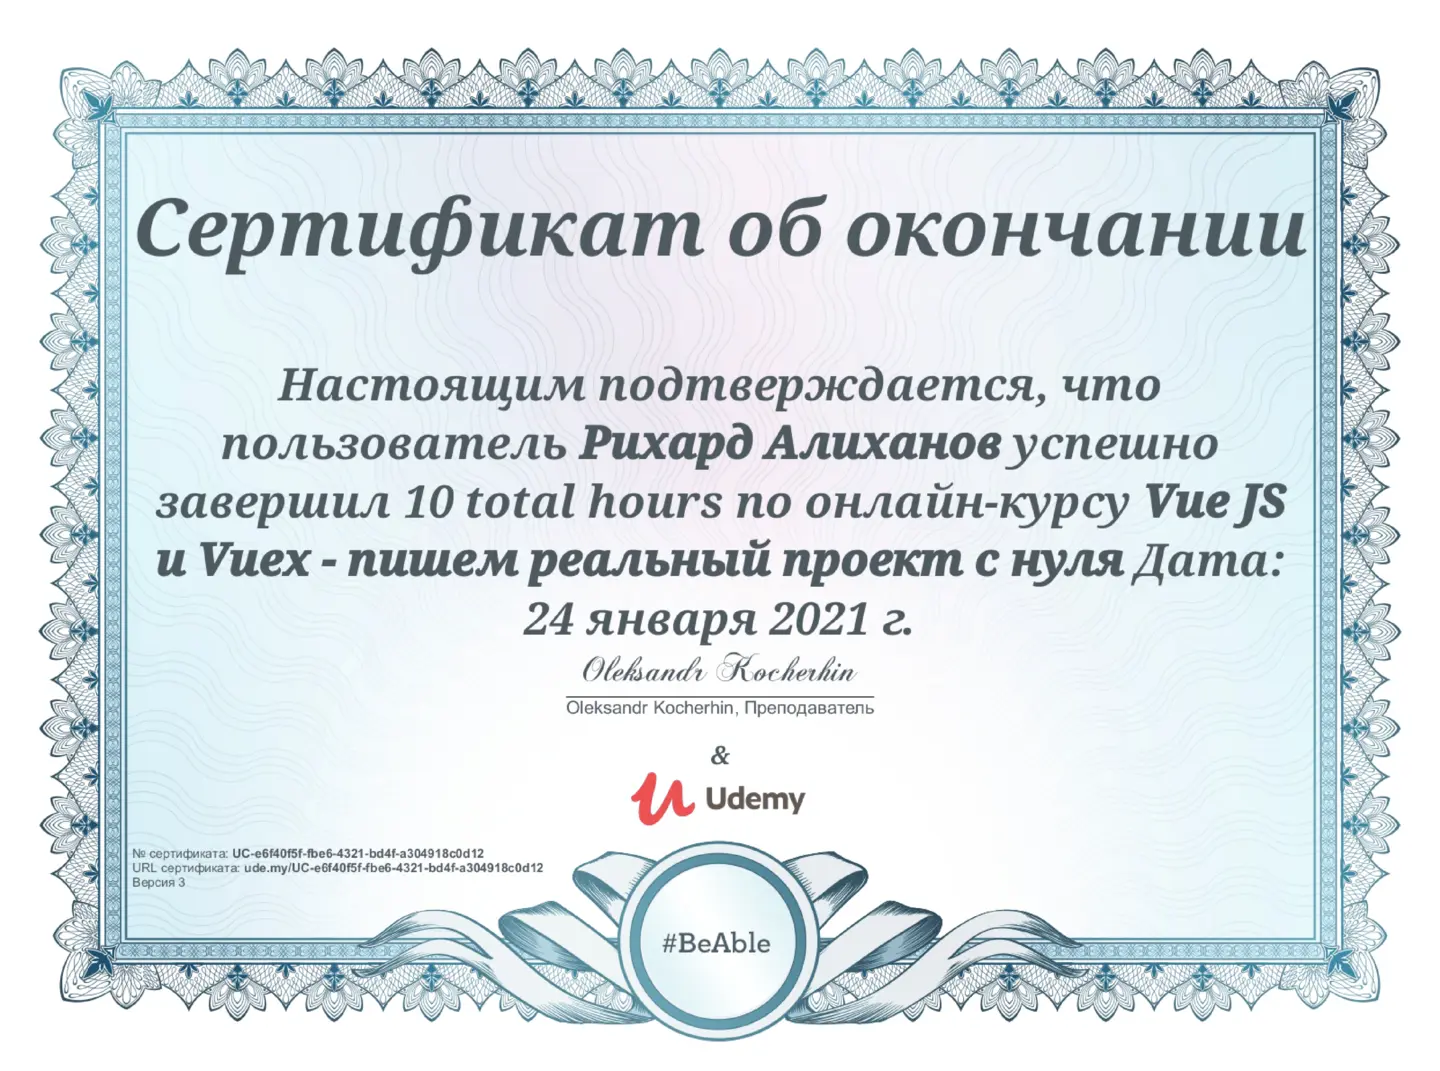 Сертификат об окончании
Настоящим подтверждается, что
пользователь Рихард Алиханов успешно
завершил 10 total hours по онлайн-курсу Vue JS
и Vuex - пишем реальный проект с нуля Дата:
24 января 2021 г.
Oleksandr Kocherhin
Oleksandr Kocherhin, Преподаватель
&
Udemy
№ сертификата: UC-e6f40f5f-fbe6-4321-bd4f-a304918c0d12
URL сертификата: ude.my/UC-e6f40f5f-fbe6-4321-bd4f-a304918c0d12
Версия 3
#BeAble